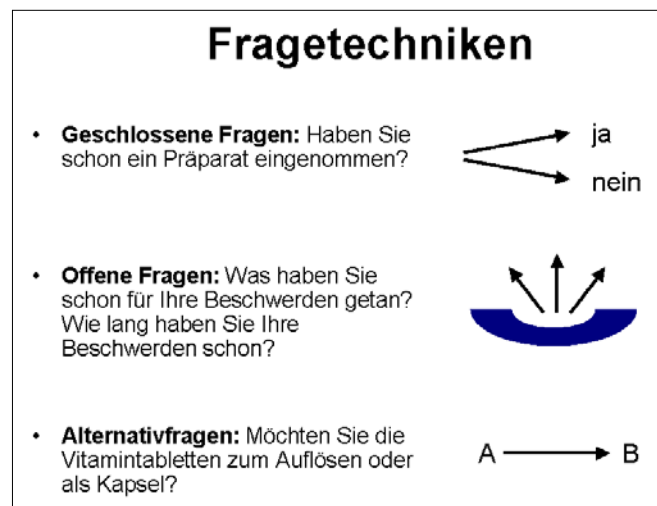 Fragetechniken
• Geschlossene Fragen: Haben Sie
schon ein Präparat eingenommen?
ja
nein
• Offene Fragen: Was haben Sie
schon für Ihre Beschwerden getan?
Wie lang haben Sie Ihre
Beschwerden schon?
• Alternativfragen: Möchten Sie die
Vitamintabletten zum Auflösen oder
als Kapsel?
A
B